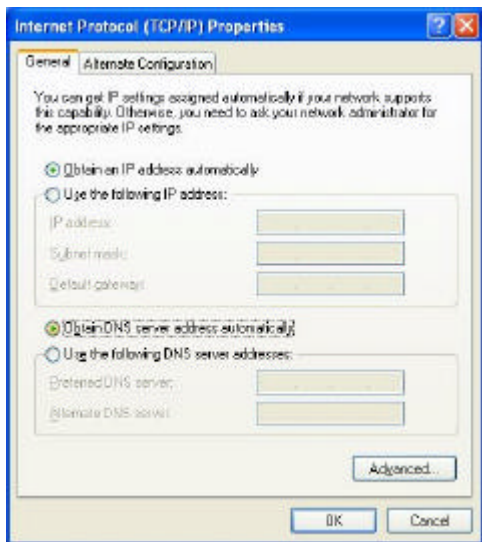 Internet Protocol (TCP/IP) Properties
General
Alternate Configuration
You can get IP settings assigned automatically if your network supports
this capability. Otherwise, you need to ask your network administrator for
the appropriate IP settings.
Obtain an IP address automatically
Use the following IP address:
IP address:
Subnet mask:
Default gateway:
Obtain DNS server address automatically
Use the following DNS server addresses:
Preferred DNS server:
Alternate DNS server:
Advanced...
OK
Cancel